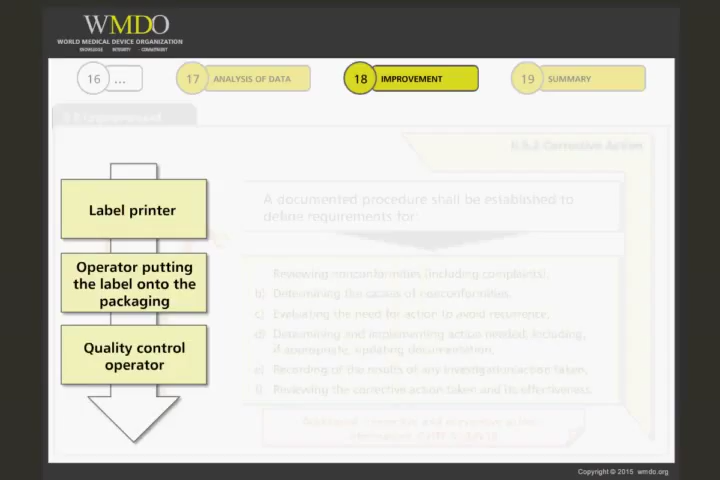 WMDO
WORLD MEDICAL DEVICE ORGANIZATION
KNOWLEDGE INTEGRITY COMMITMENT
16 ...
17 ANALYSIS OF DATA
18 IMPROVEMENT
19 SUMMARY
8.5 Improvement
8.5.2 Corrective Action
Label printer
Operator putting
the label onto the
packaging
Quality control
operator
A documented procedure shall be established to
define requirements for:
Reviewing nonconformities (including complaints),
b) Determining the causes of nonconformities,
c) Evaluating the need for action to avoid recurrence,
d) Determining and implementing action needed, including,
if appropriate, updating documentation,
e) Recording of the results of any investigation/action taken,
f) Reviewing the corrective action taken and its effectiveness.
Copyright © 2015 wmdo.org